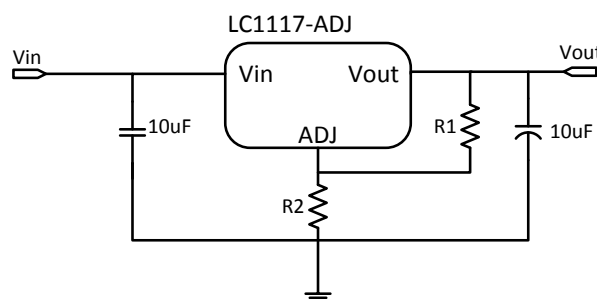 LC1117-ADJ
Vin
Vout
Vin
Vout
10uF
ADJ
R1
10uF
R2